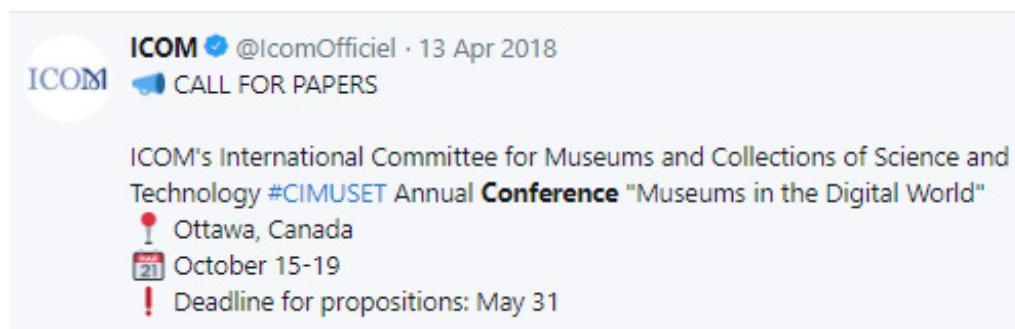 ICOM @IcomOfficiel · 13 Apr 2018
ICOM
CALL FOR PAPERS
ICOM's International Committee for Museums and Collections of Science and
Technology #CIMUSET Annual Conference "Museums in the Digital World"
Ottawa, Canada
October 15-19
Deadline for propositions: May 31